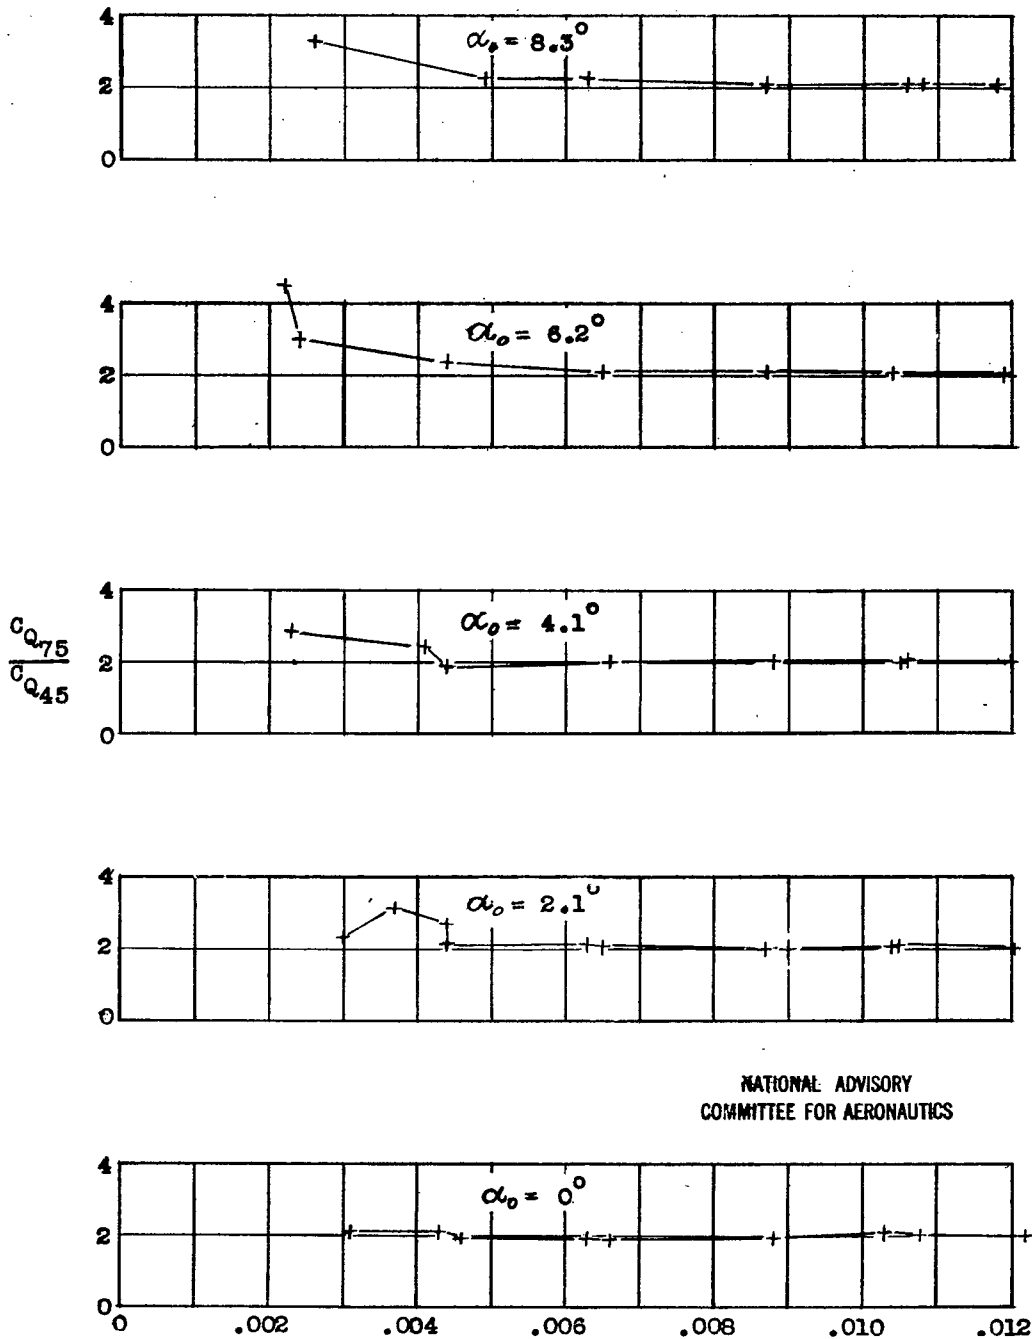 4
α₀ = 8.3°
2
0
4
α₀ = 6.2°
2
0
4
α₀ = 4.1°
C_Q75
2
C_Q45
0
4
α₀ = 2.1°
2
0
NATIONAL ADVISORY
COMMITTEE FOR AERONAUTICS
4
α₀ = 0°
2
0
0 .002 .004 .006 .008 .010 .012